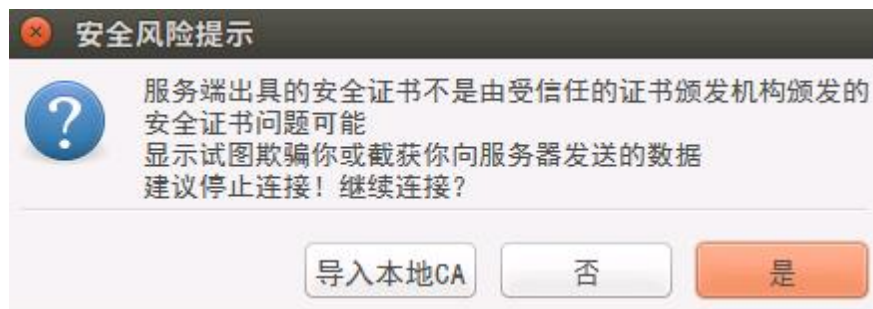 安全风险提示
服务端出具的安全证书不是由受信任的证书颁发机构颁发的
安全证书问题可能
显示试图欺骗你或截获你向服务器发送的数据
建议停止连接！继续连接？
导入本地CA 否 是